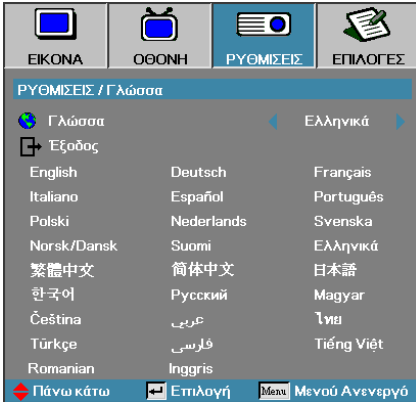 ΕΙΚΟΝΑ ΟΘΟΝΗ ΡΥΘΜΙΣΕΙΣ ΕΠΙΛΟΓΕΣ
ΡΥΘΜΙΣΕΙΣ / Γλώσσα
Γλώσσα Ελληνικά
Έξοδος
English Deutsch Français
Italiano Español Português
Polski Nederlands Svenska
Norsk/Dansk Suomi Ελληνικά
繁體中文 简体中文 日本語
한국어 Русский Magyar
Čeština عربي ไทย
Türkçe فارسی Tiếng Việt
Romanian Inggris
Πάνω κάτω Επιλογή Menu Μενού Ανενεργό